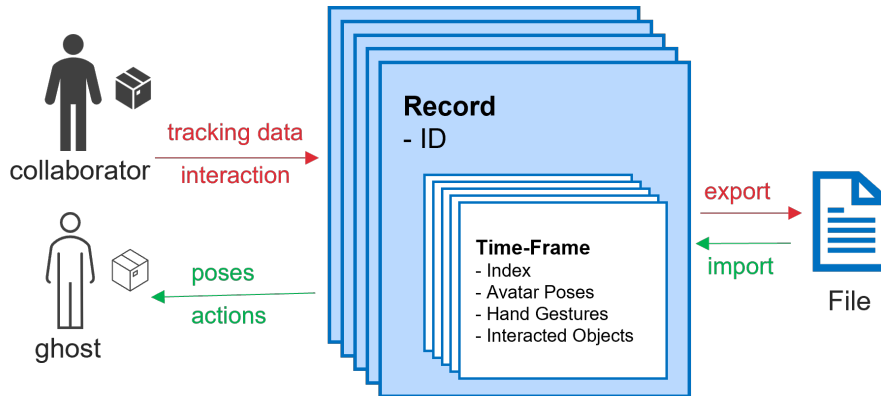 collaborator
tracking data
interaction
ghost
poses
actions
Record
- ID
Time-Frame
- Index
- Avatar Poses
- Hand Gestures
- Interacted Objects
export
import
File